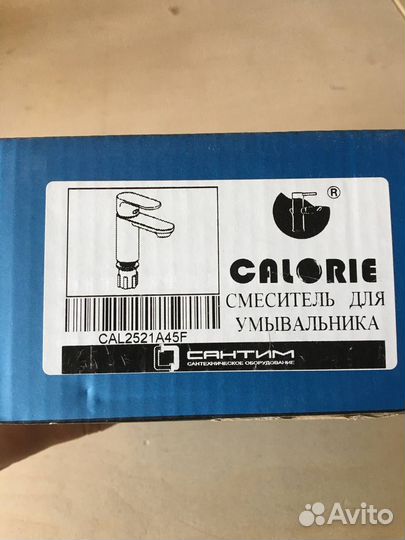 ®
CALORIE
СМЕСИТЕЛЬ ДЛЯ
УМЫВАЛЬНИКА
CAL2521A45F
САНТИМ
САНТЕХНИЧЕСКОЕ ОБОРУДОВАНИЕ
Avito